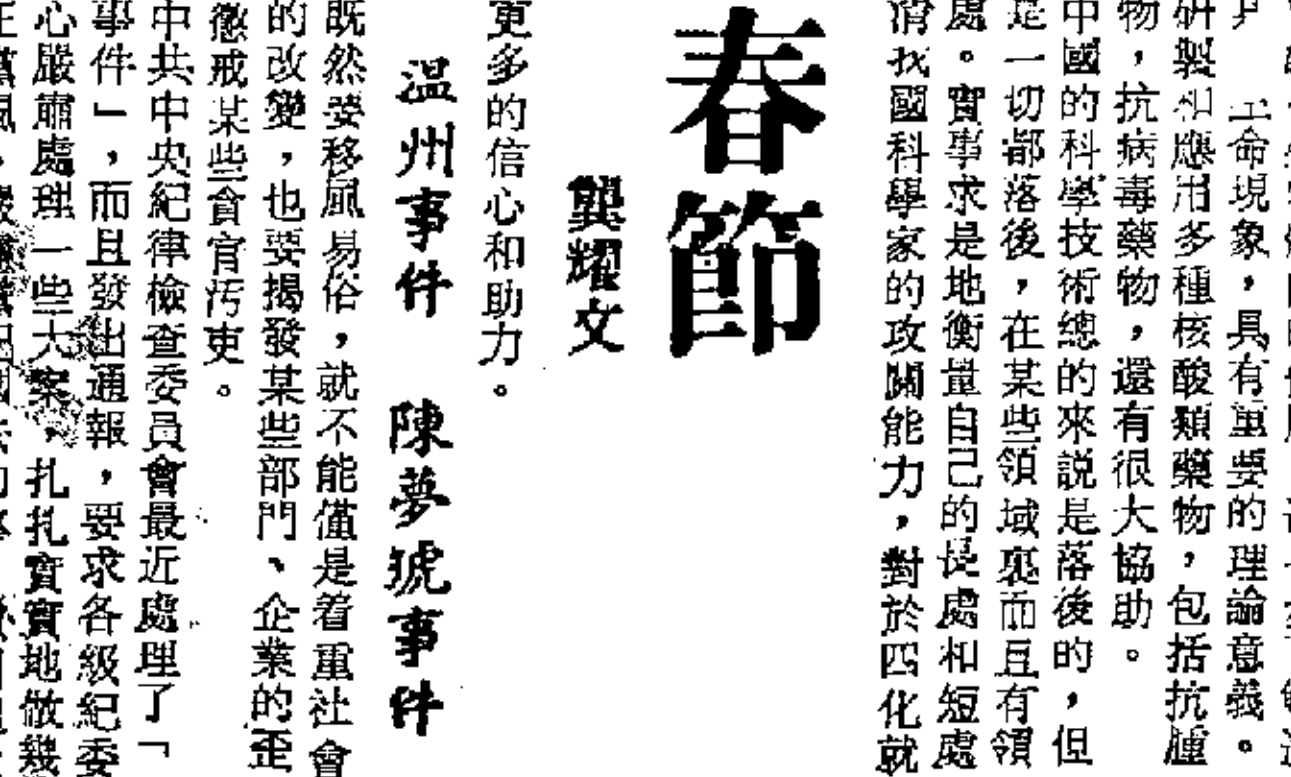 命現象，具有重要的理論意義。
研製和應用多種核酸類藥物，包括抗腫
物，抗病毒藥物，還有很大協助。
中國的科學技術總的來説是落後的，但
是一切都落後，在某些領域裏而且有領
處。實事求是地衡量自己的長處和短處
清我國科學家的攻關能力，對於四化就
春節
龔耀文
更多的信心和助力。
温州事件　陳夢號事件
既然要移風易俗，就不能僅是着重社會
的改變，也要揭發某些部門、企業的歪
懲戒某些貪官汚吏。
中共中央紀律檢查委員會最近處理了「
事件」，而且發出通報，要求各級紀委
心嚴肅處理一些大案，扎扎實實地做幾